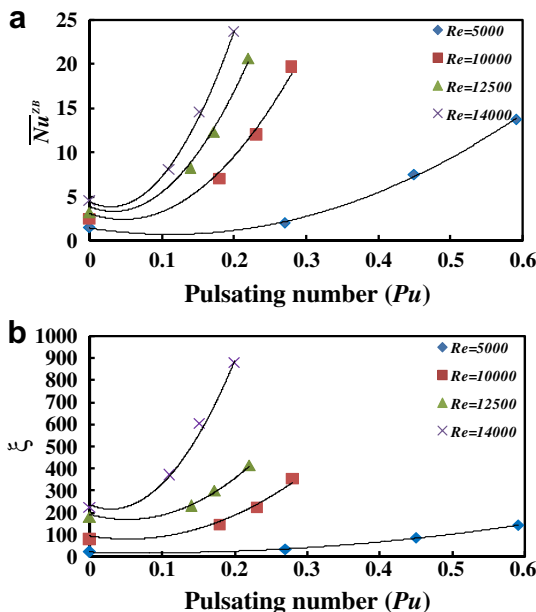 a
25
20
15
10
5
0
Nu^ZB
Re=5000
Re=10000
Re=12500
Re=14000
0 0.1 0.2 0.3 0.4 0.5 0.6
Pulsating number (Pu)
b
1000
900
800
700
600
500
400
300
200
100
0
ξ
Re=5000
Re=10000
Re=12500
Re=14000
0 0.1 0.2 0.3 0.4 0.5 0.6
Pulsating number (Pu)